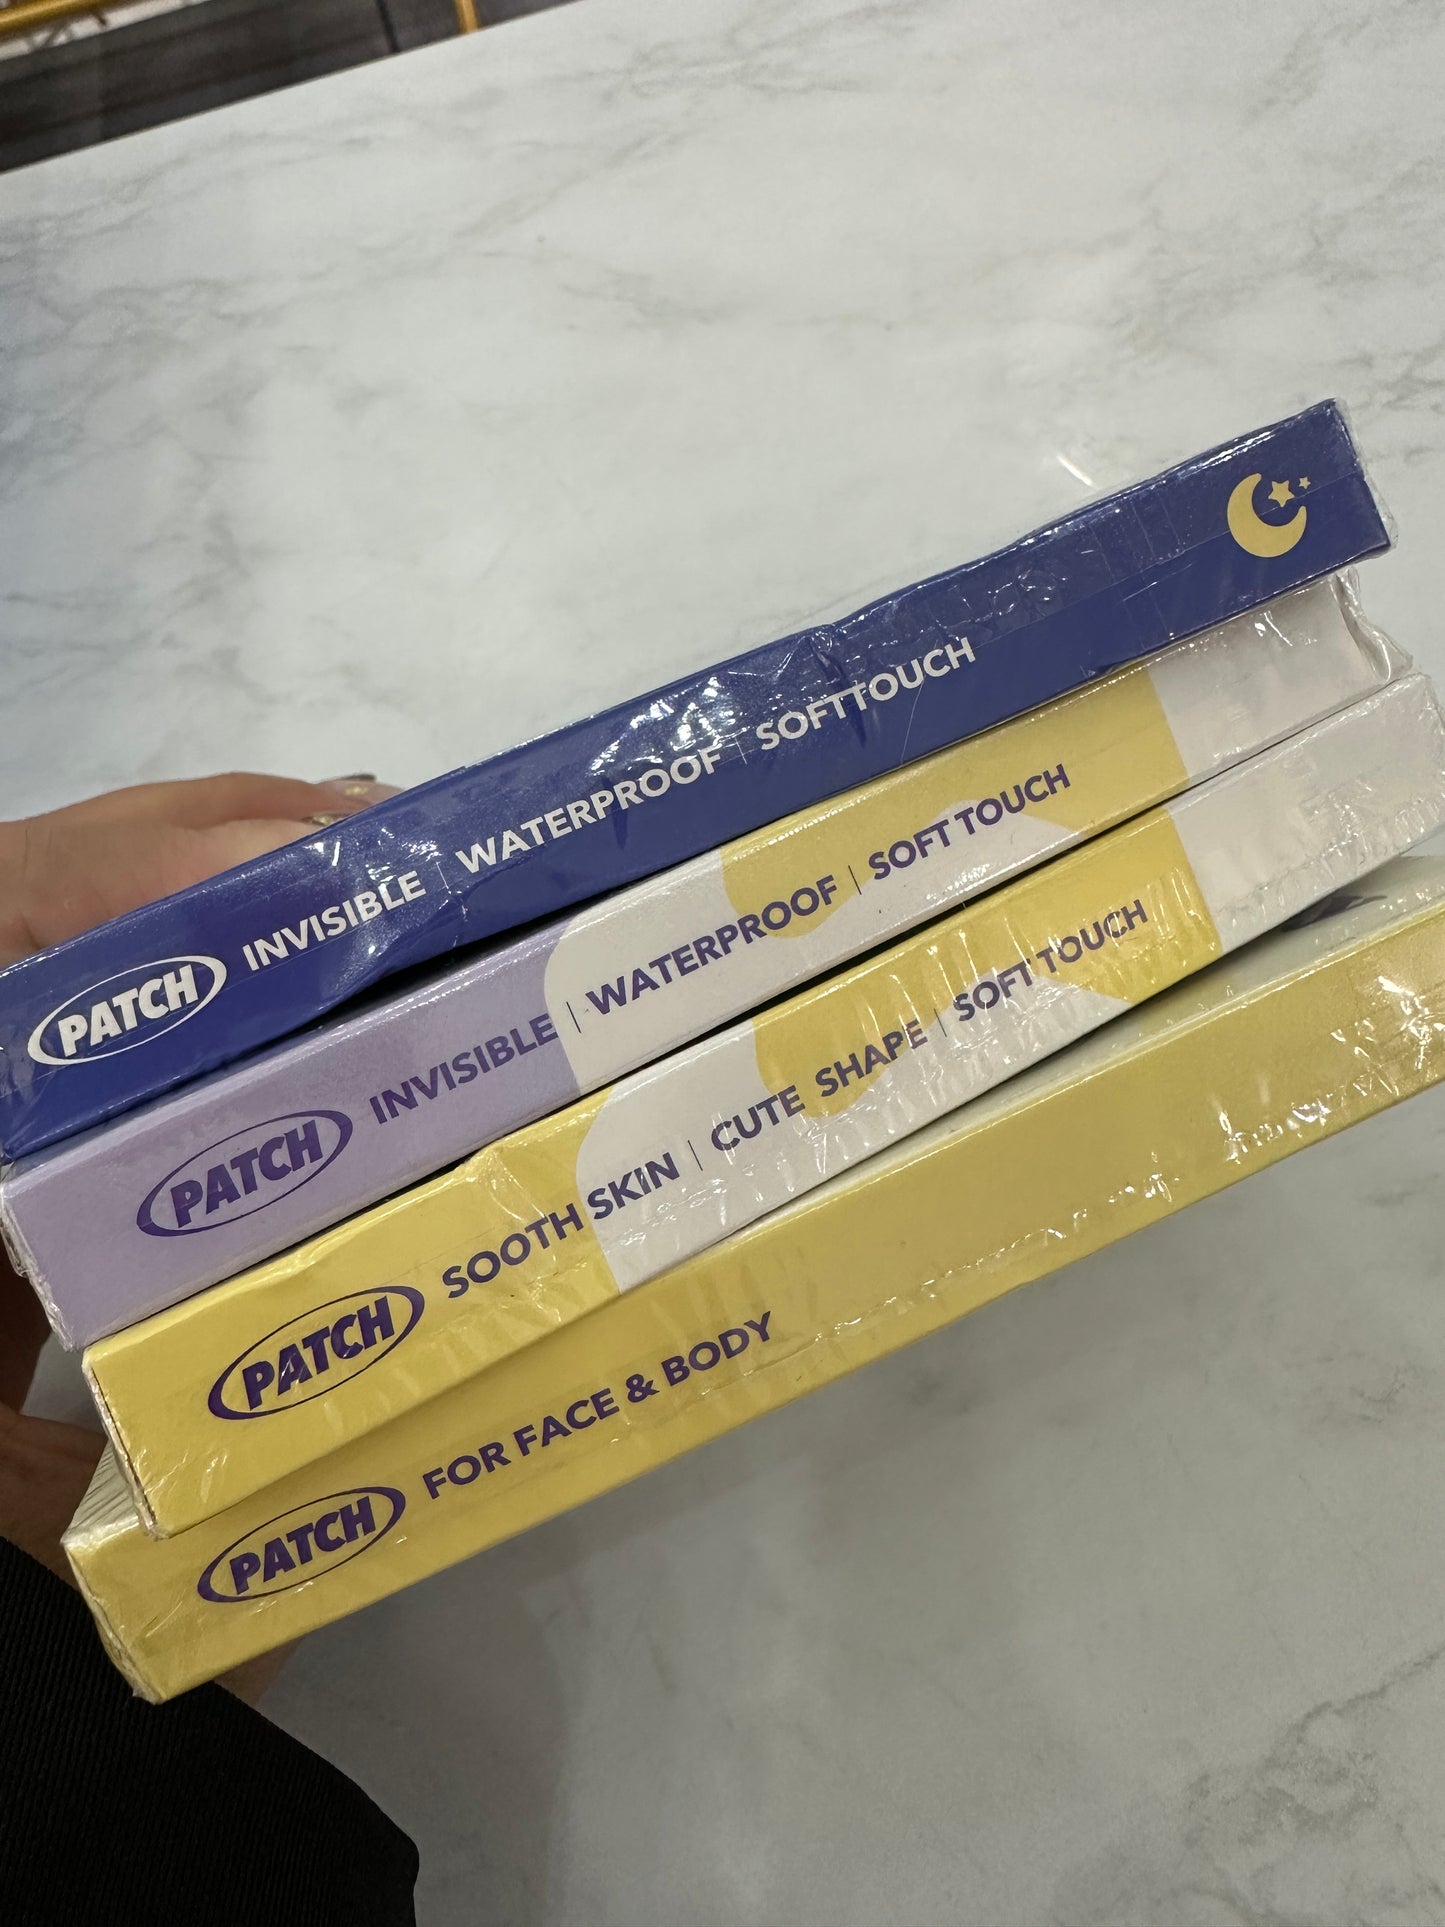 PATCH INVISIBLE | WATERPROOF | SOFTTOUCH
PATCH INVISIBLE | WATERPROOF | SOFT TOUCH
PATCH SOOTH SKIN | CUTE SHAPE | SOFT TOUCH
PATCH FOR FACE & BODY